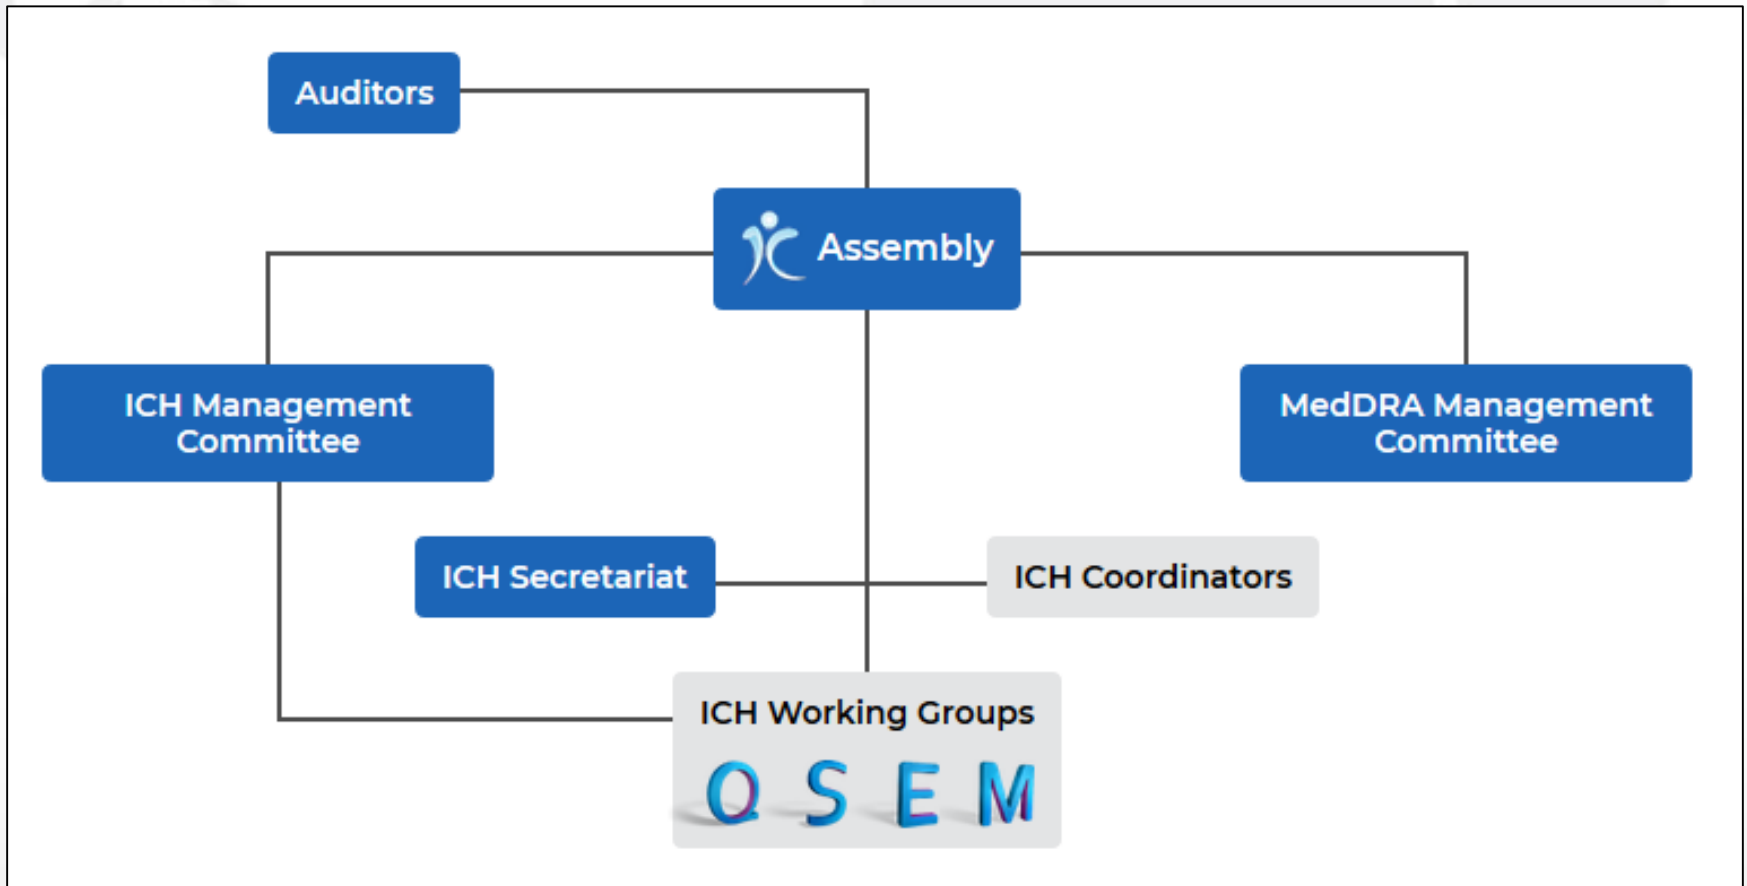 Auditors
Assembly
ICH Management
Committee
MedDRA Management
Committee
ICH Secretariat
ICH Coordinators
ICH Working Groups
Q S E M